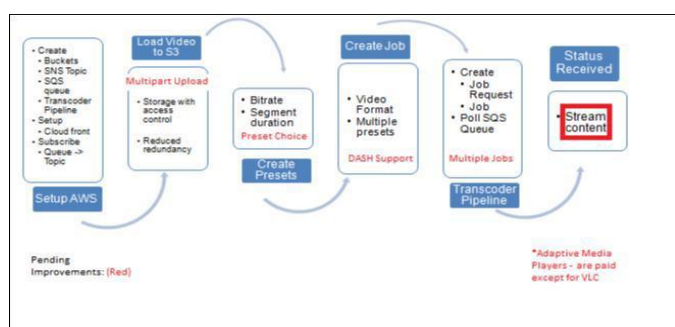 • Create
• Buckets
• SNS Topic
• SQS
queue
• Transcoder
Pipeline
• Setup
• Cloud front
• Subscribe
• Queue ->
Topic
Setup AWS
Load Video
to S3
Multipart Upload
• Storage with
access
control
• Reduced
redundancy
• Bitrate
• Segment
duration
Preset Choice
Create
Presets
Create Job
• Video
Format
• Multiple
presets
DASH Support
• Create
• Job
Request
• Job
• Poll SQS
Queue
Multiple Jobs
Transcoder
Pipeline
Status
Received
• Stream
content
Pending
Improvements: (Red)
*Adaptive Media
Players - are paid
except for VLC